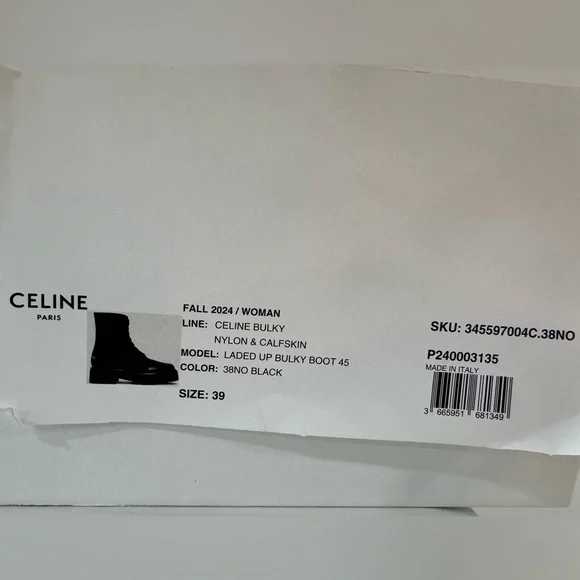 CELINE
PARIS
FALL 2024 / WOMAN
LINE: CELINE BULKY
NYLON & CALFSKIN
MODEL: LADED UP BULKY BOOT 45
COLOR: 38NO BLACK
SIZE: 39
SKU: 345597004C.38NO
P240003135
MADE IN ITALY
3 665951 681349